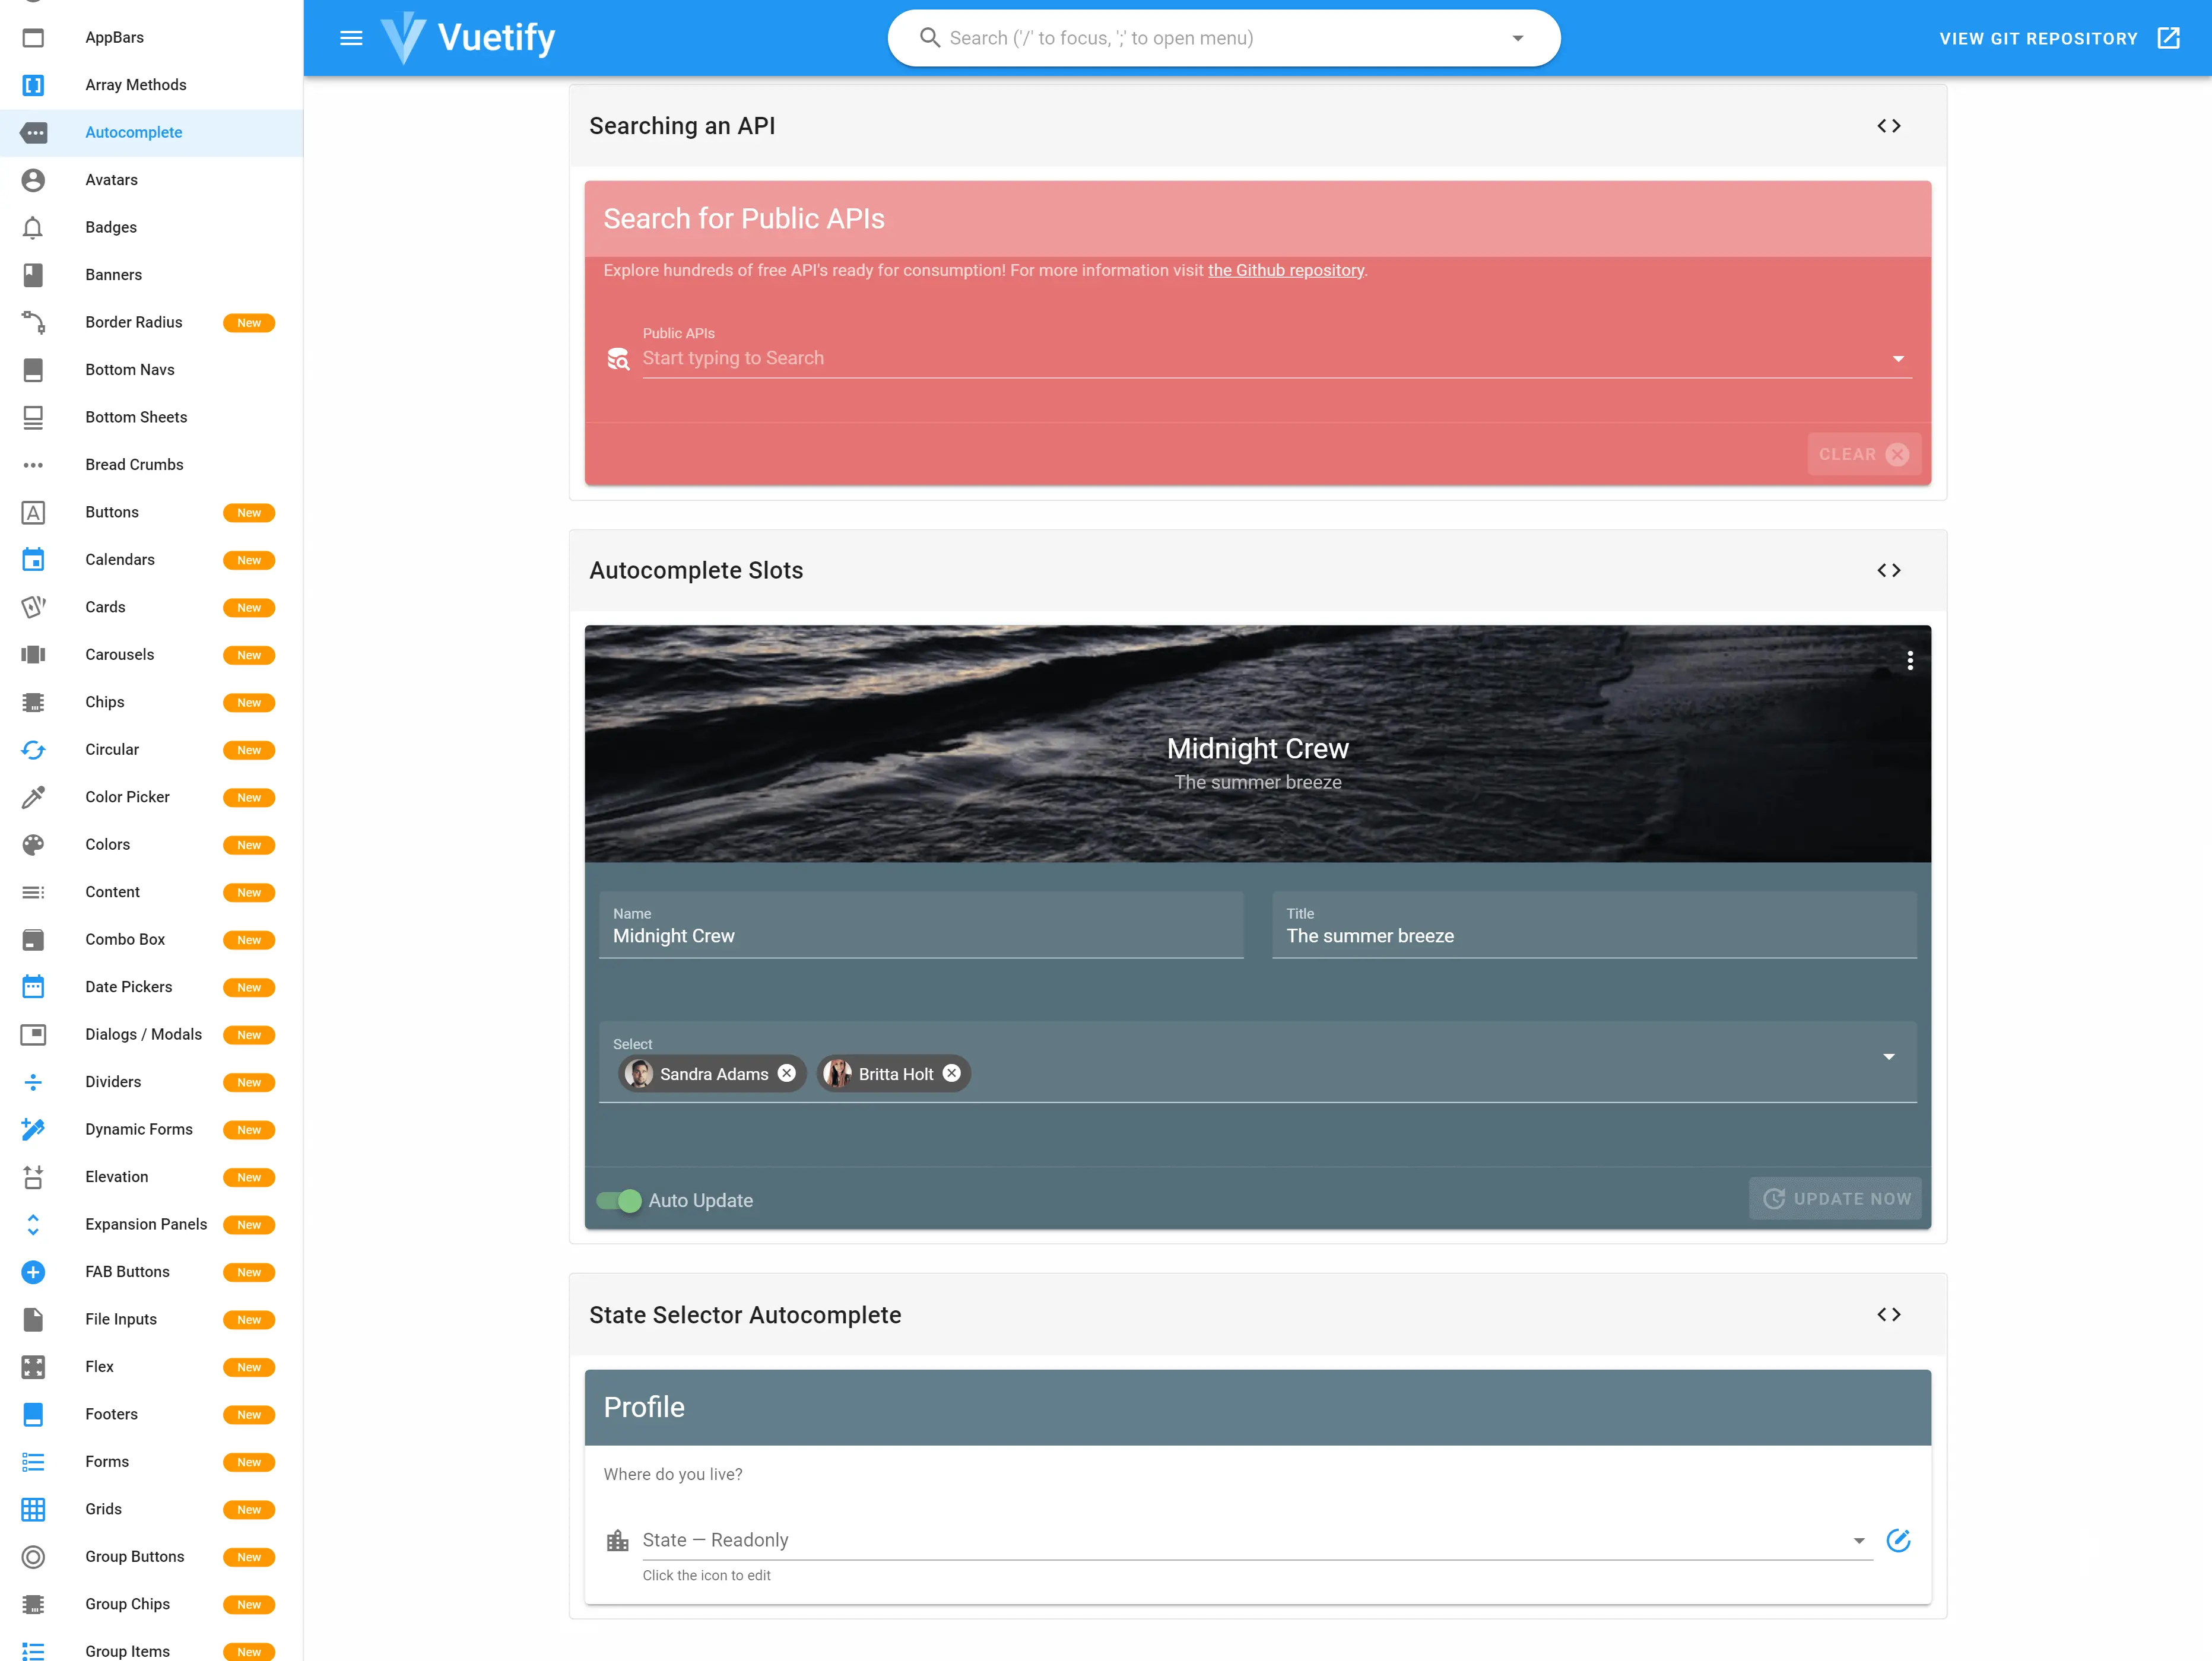 AppBars
Array Methods
Autocomplete
Avatars
Badges
Banners
Border Radius New
Bottom Navs
Bottom Sheets
Bread Crumbs
Buttons New
Calendars New
Cards New
Carousels New
Chips New
Circular New
Color Picker New
Colors New
Content New
Combo Box New
Date Pickers New
Dialogs / Modals New
Dividers New
Dynamic Forms New
Elevation New
Expansion Panels New
FAB Buttons New
File Inputs New
Flex New
Footers New
Forms New
Grids New
Group Buttons New
Group Chips New
Group Items New
Vuetify
Search ('/' to focus, ';' to open menu)
VIEW GIT REPOSITORY
Searching an API
Search for Public APIs
Explore hundreds of free API's ready for consumption! For more information visit the Github repository.
Public APIs
Start typing to Search
CLEAR
Autocomplete Slots
Midnight Crew
The summer breeze
Name
Midnight Crew
Title
The summer breeze
Select
Sandra Adams Britta Holt
Auto Update
UPDATE NOW
State Selector Autocomplete
Profile
Where do you live?
State — Readonly
Click the icon to edit